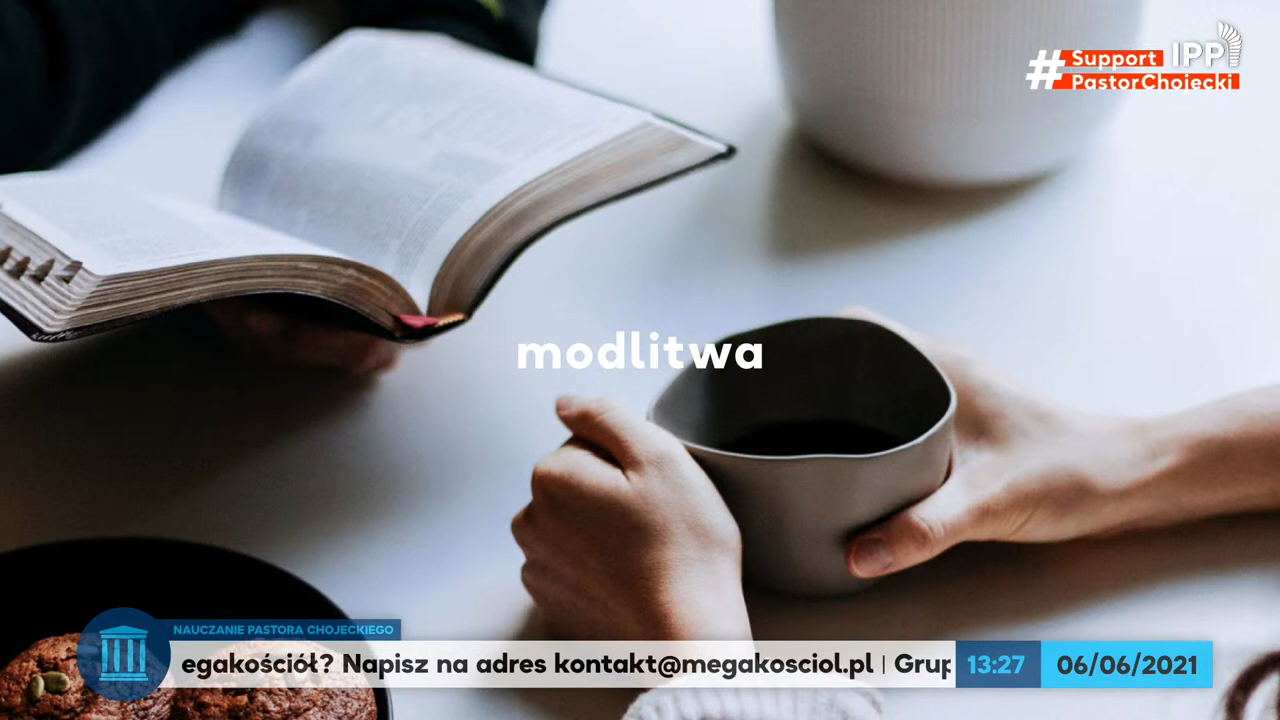 #Support IPP
PastorChojecki
modlitwa
NAUCZANIE PASTORA CHOJECKIEGO
egakościół? Napisz na adres kontakt@megakosciol.pl | Grup 13:27 06/06/2021